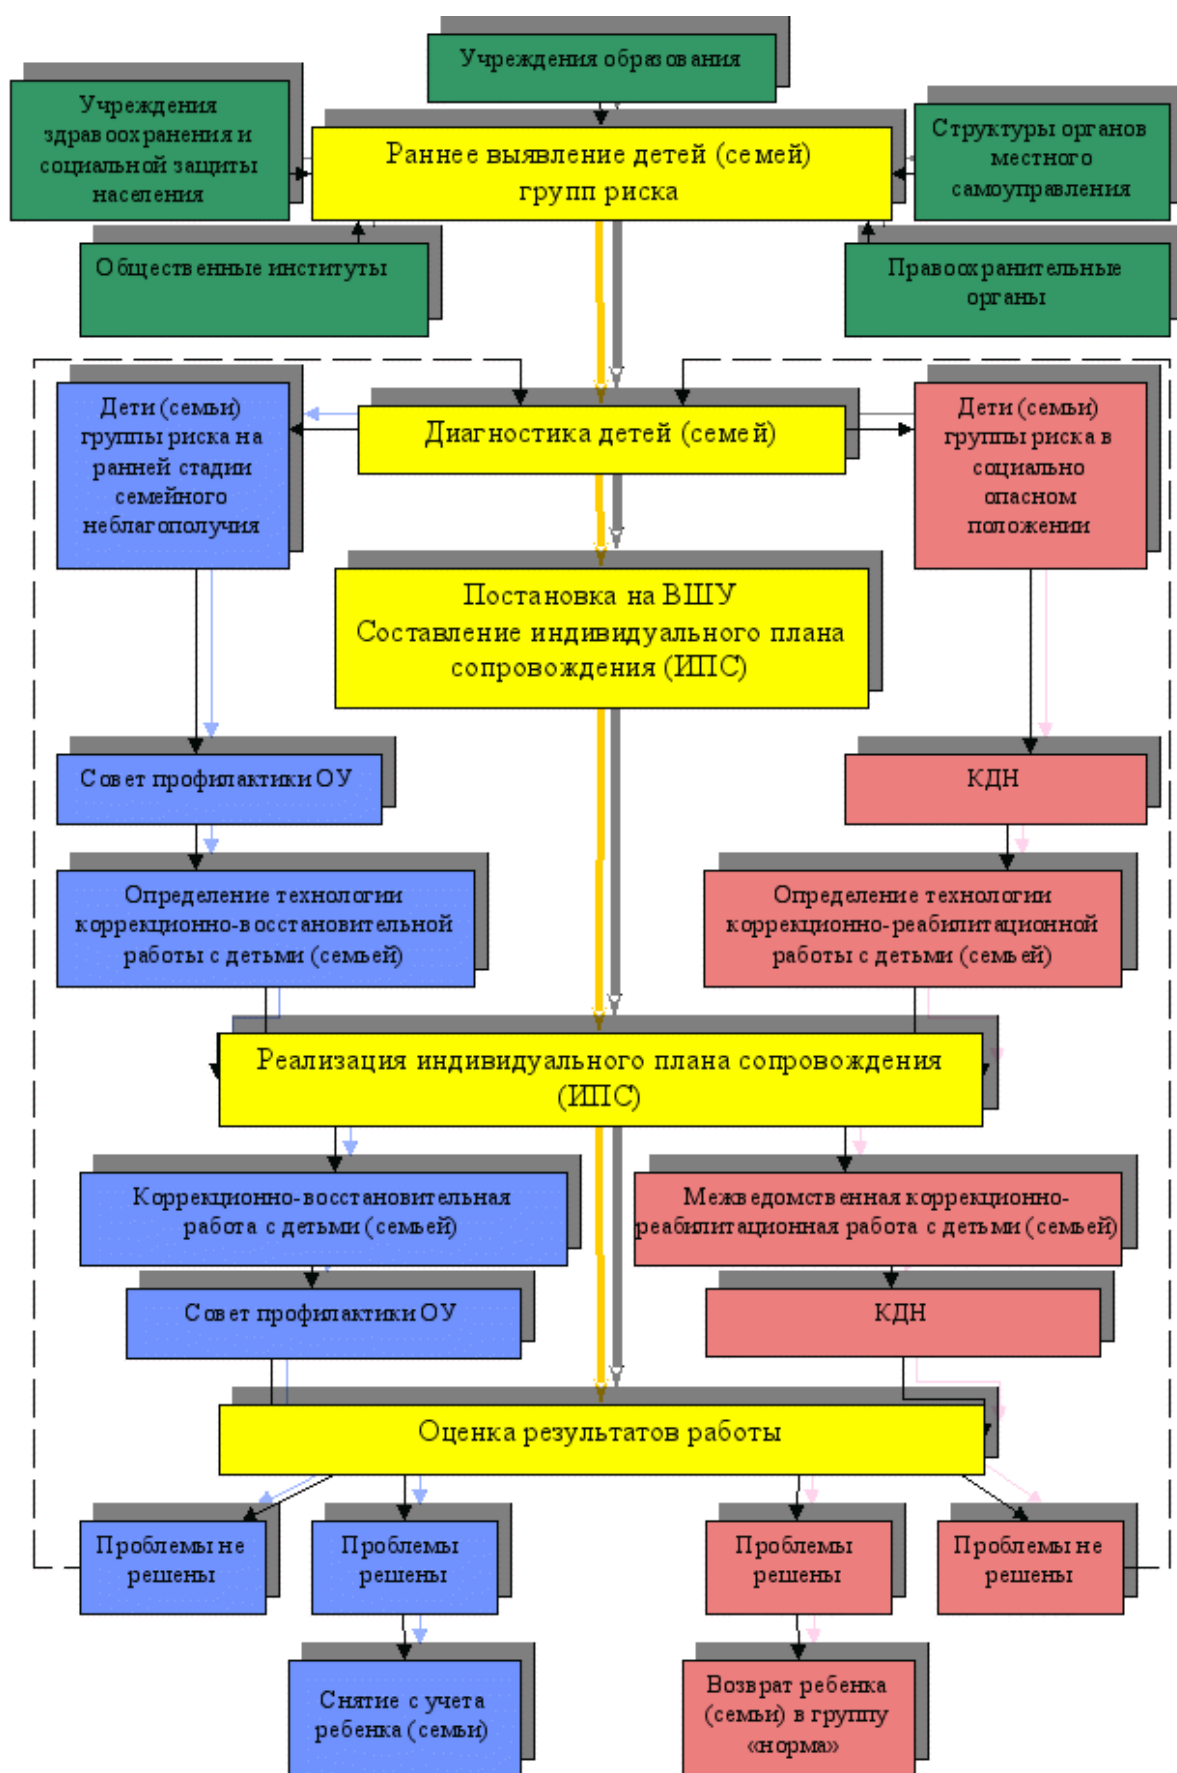 Учреждения образования
Учреждения
здравоохранения и
социальной защиты
населения
Раннее выявление детей (семей)
групп риска
Структуры органов
местного
самоуправления
Общественные институты
Правоохранительные
органы
Дети (семьи)
группы риска на
ранней стадии
семейного
неблагополучия
Диагностика детей (семей)
Дети (семьи)
группы риска в
социально
опасном
положении
Постановка на ВШУ
Составление индивидуального плана
сопровождения (ИПС)
Совет профилактики ОУ
КДН
Определение технологии
коррекционно-восстановительной
работы с детьми (семьей)
Определение технологии
коррекционно-реабилитационной
работы с детьми (семьей)
Реализация индивидуального плана сопровождения
(ИПС)
Коррекционно-восстановительная
работа с детьми (семьей)
Межведомственная коррекционно-
реабилитационная работа с детьми (семьей)
Совет профилактики ОУ
КДН
Оценка результатов работы
Проблемы не
решены
Проблемы
решены
Проблемы
решены
Проблемы не
решены
Снятие с учета
ребенка (семьи)
Возврат ребенка
(семьи) в группу
«норма»